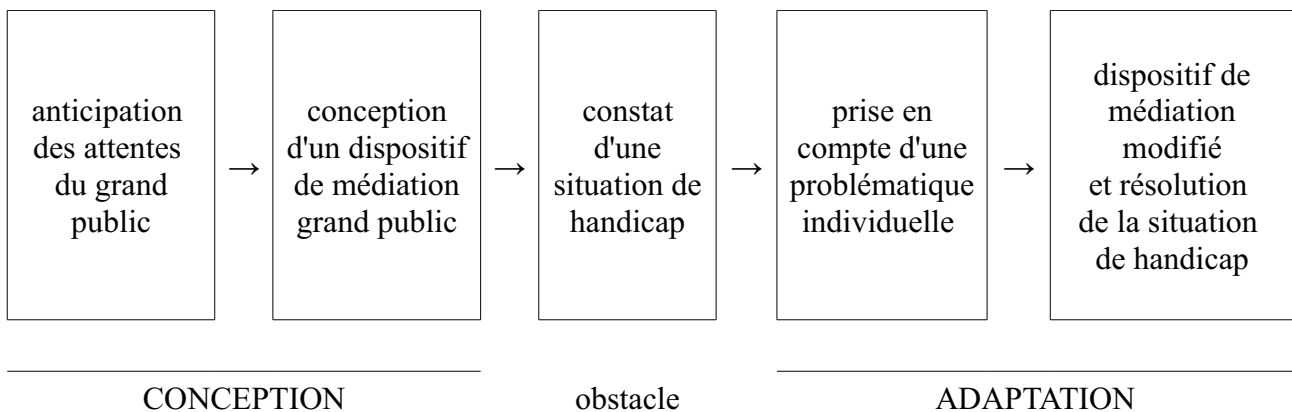 anticipation
des attentes
du grand
public
→
conception
d'un dispositif
de médiation
grand public
→
constat
d'une
situation de
handicap
→
prise en
compte d'une
problématique
individuelle
→
dispositif de
médiation
modifié
et résolution
de la situation
de handicap
CONCEPTION
obstacle
ADAPTATION